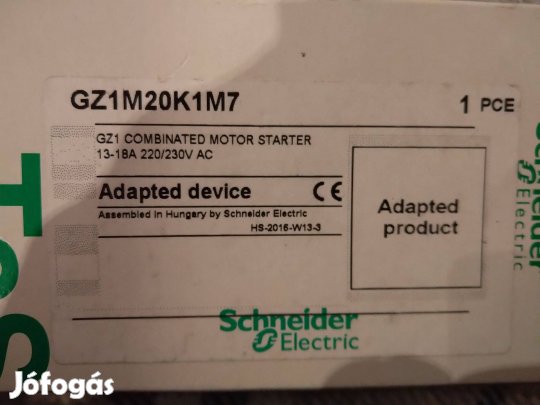 GZ1M20K1M7
1 PCE
GZ1 COMBINATED MOTOR STARTER
13-18A 220/230V AC
Adapted device CE
Assembled in Hungary by Schneider Electric
HS-2016-W13-3
Adapted
product
Schneider
Electric
Schneider
Electric
Jófogás